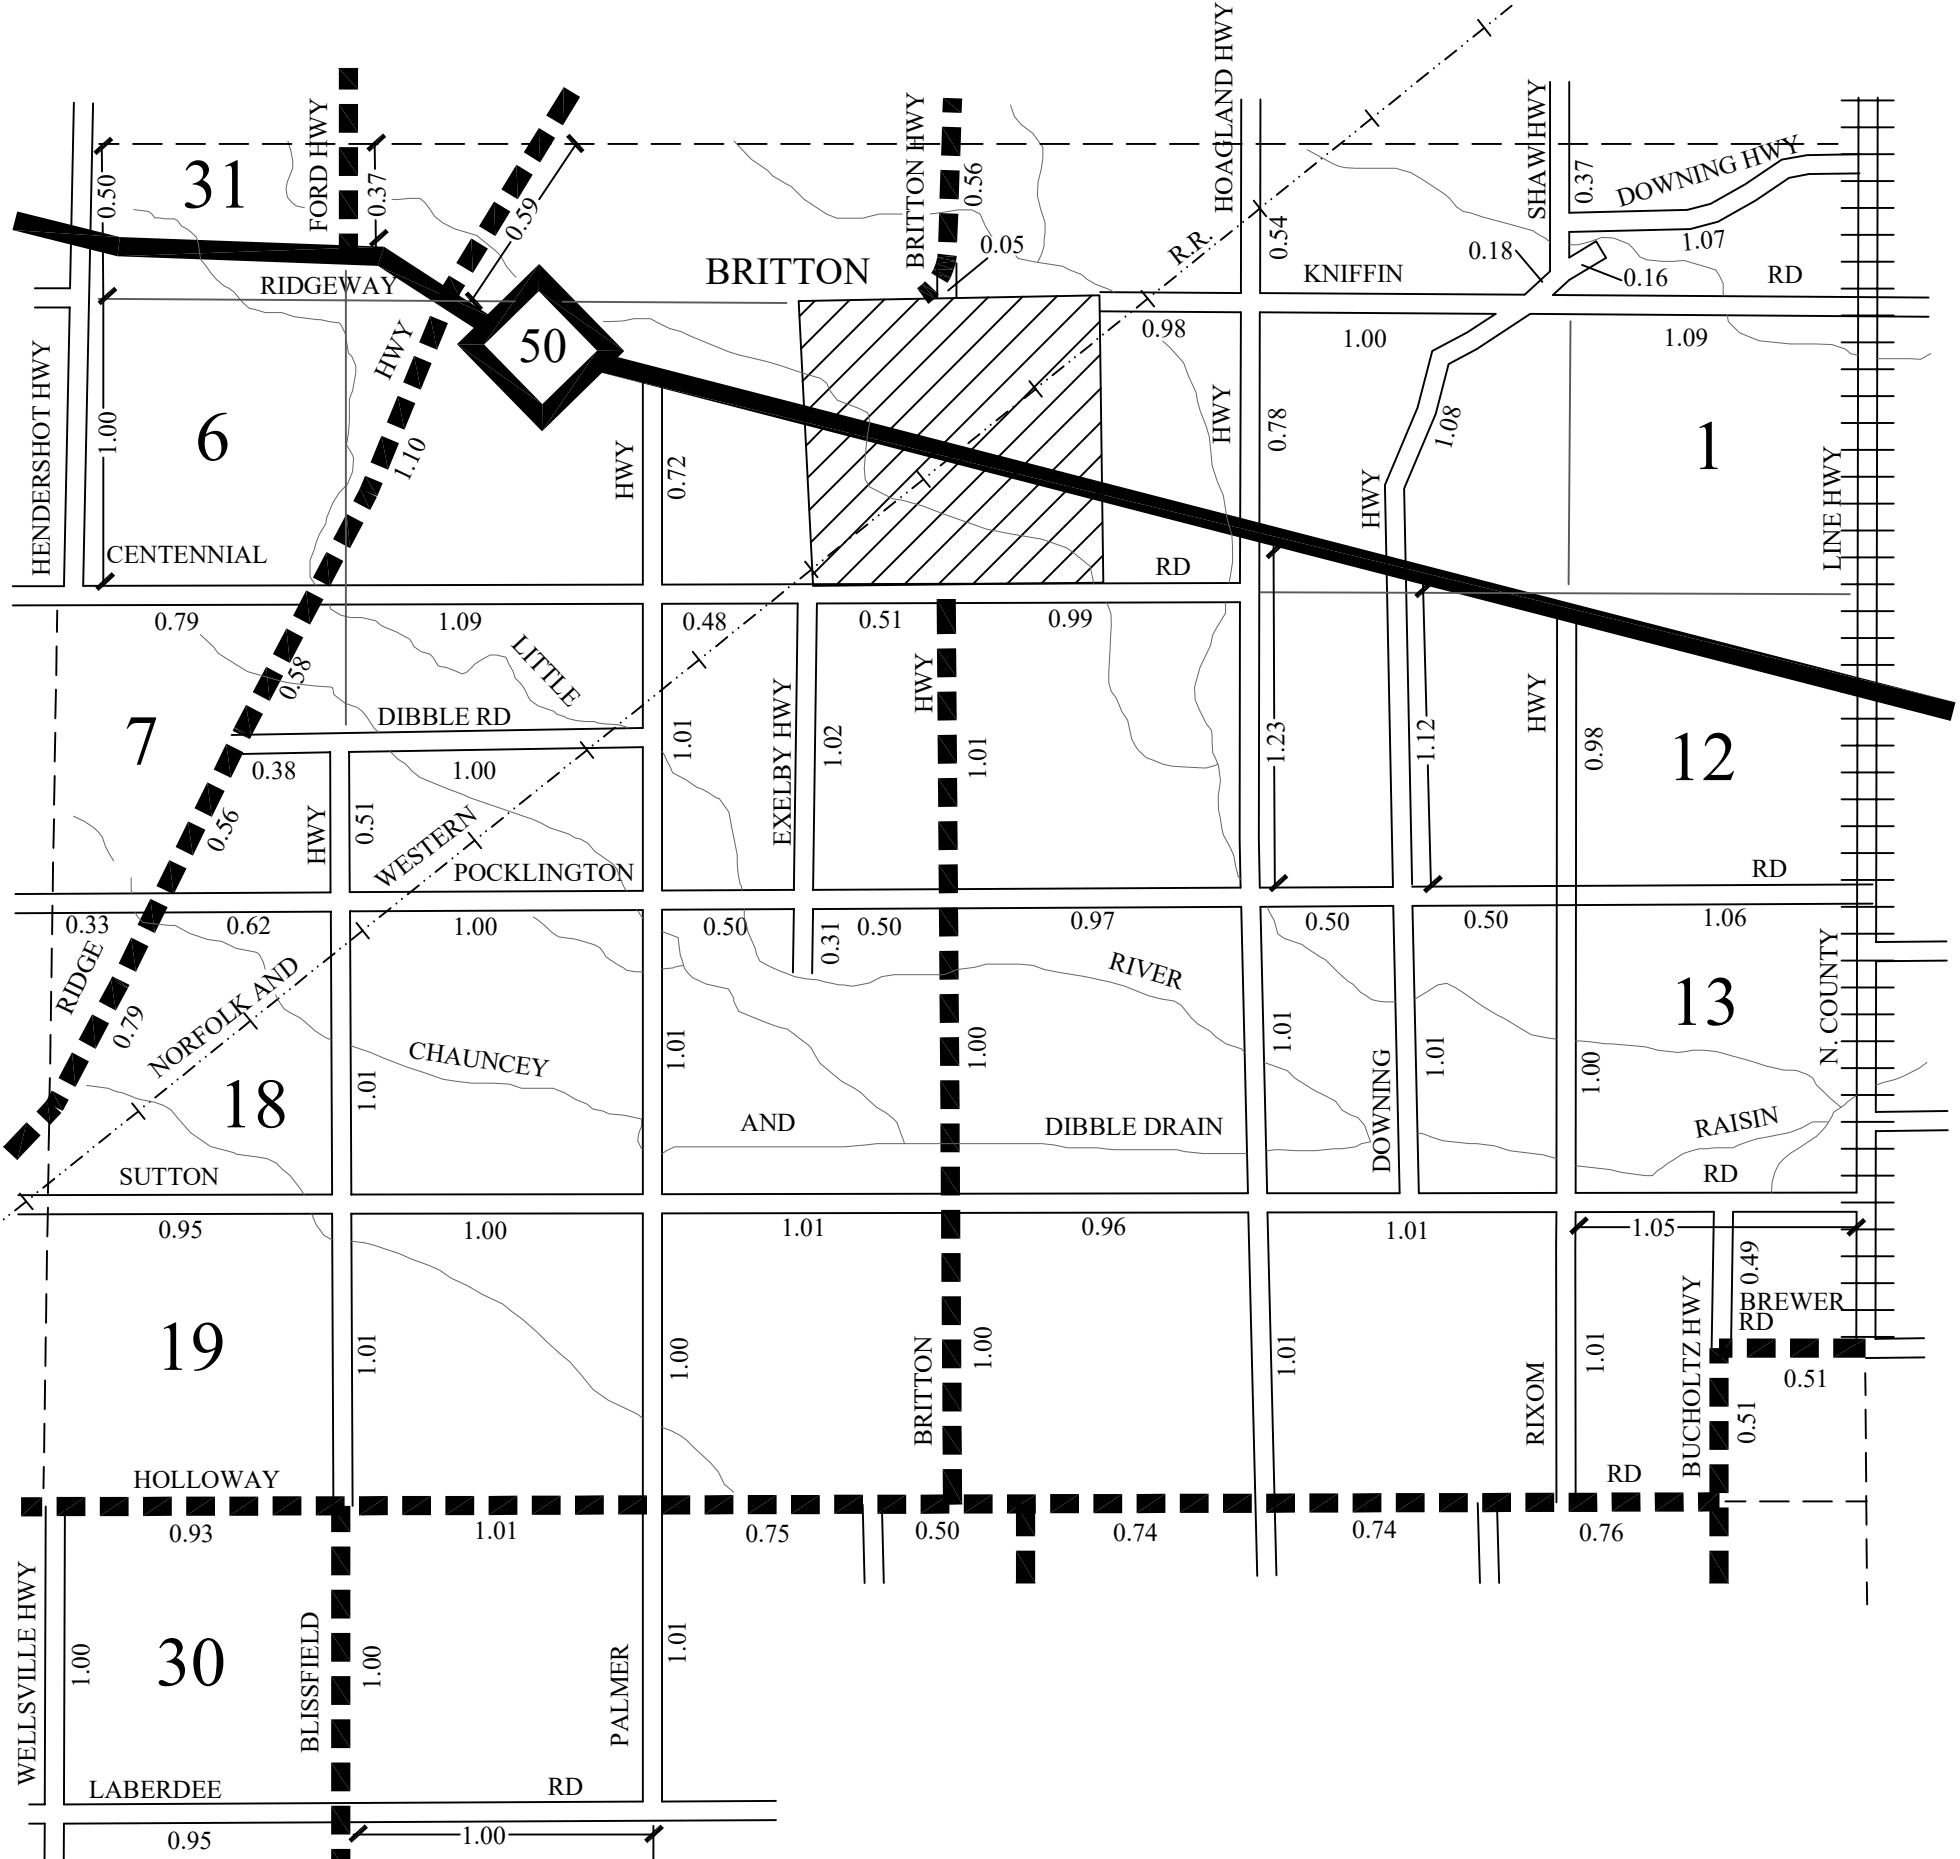 HOAGLAND HWY
FORD HWY
BRITTON HWY
SHAW HWY
DOWNING HWY
31
0.50
0.37
0.59
0.56
0.54
0.37
1.07
0.05
R.R.
0.18
0.16
BRITTON
KNIFFIN
RD
RIDGEWAY
HWY
50
0.98
1.00
1.09
HENDERSHOT HWY
6
1.00
1.10
HWY
0.72
HWY
0.78
HWY
1.08
1
LINE HWY
CENTENNIAL
RD
0.79
1.09
0.48
0.51
0.99
LITTLE
0.58
7
DIBBLE RD
0.38
1.00
1.01
EXELBY HWY
1.02
HWY
1.01
1.23
1.12
HWY
0.98
12
0.56
HWY
0.51
WESTERN
POCKLINGTON
RD
0.33
0.62
1.00
0.50
0.31
0.50
0.97
0.50
0.50
1.06
RIDGE
0.79
NORFOLK AND
RIVER
N. COUNTY
13
18
1.01
CHAUNCEY
1.01
1.00
1.01
DOWNING
1.01
1.00
AND
DIBBLE DRAIN
RAISIN
SUTTON
RD
0.95
1.00
1.01
0.96
1.01
1.05
0.49
BREWER
RD
0.51
19
1.01
1.00
BRITTON
1.00
1.01
RIXOM
1.01
BUCHOLTZ HWY
0.51
HOLLOWAY
RD
0.93
1.01
0.75
0.50
0.74
0.74
0.76
WELLSVILLE HWY
1.00
30
BLISSFIELD
1.00
PALMER
1.01
LABERDEE
RD
0.95
1.00